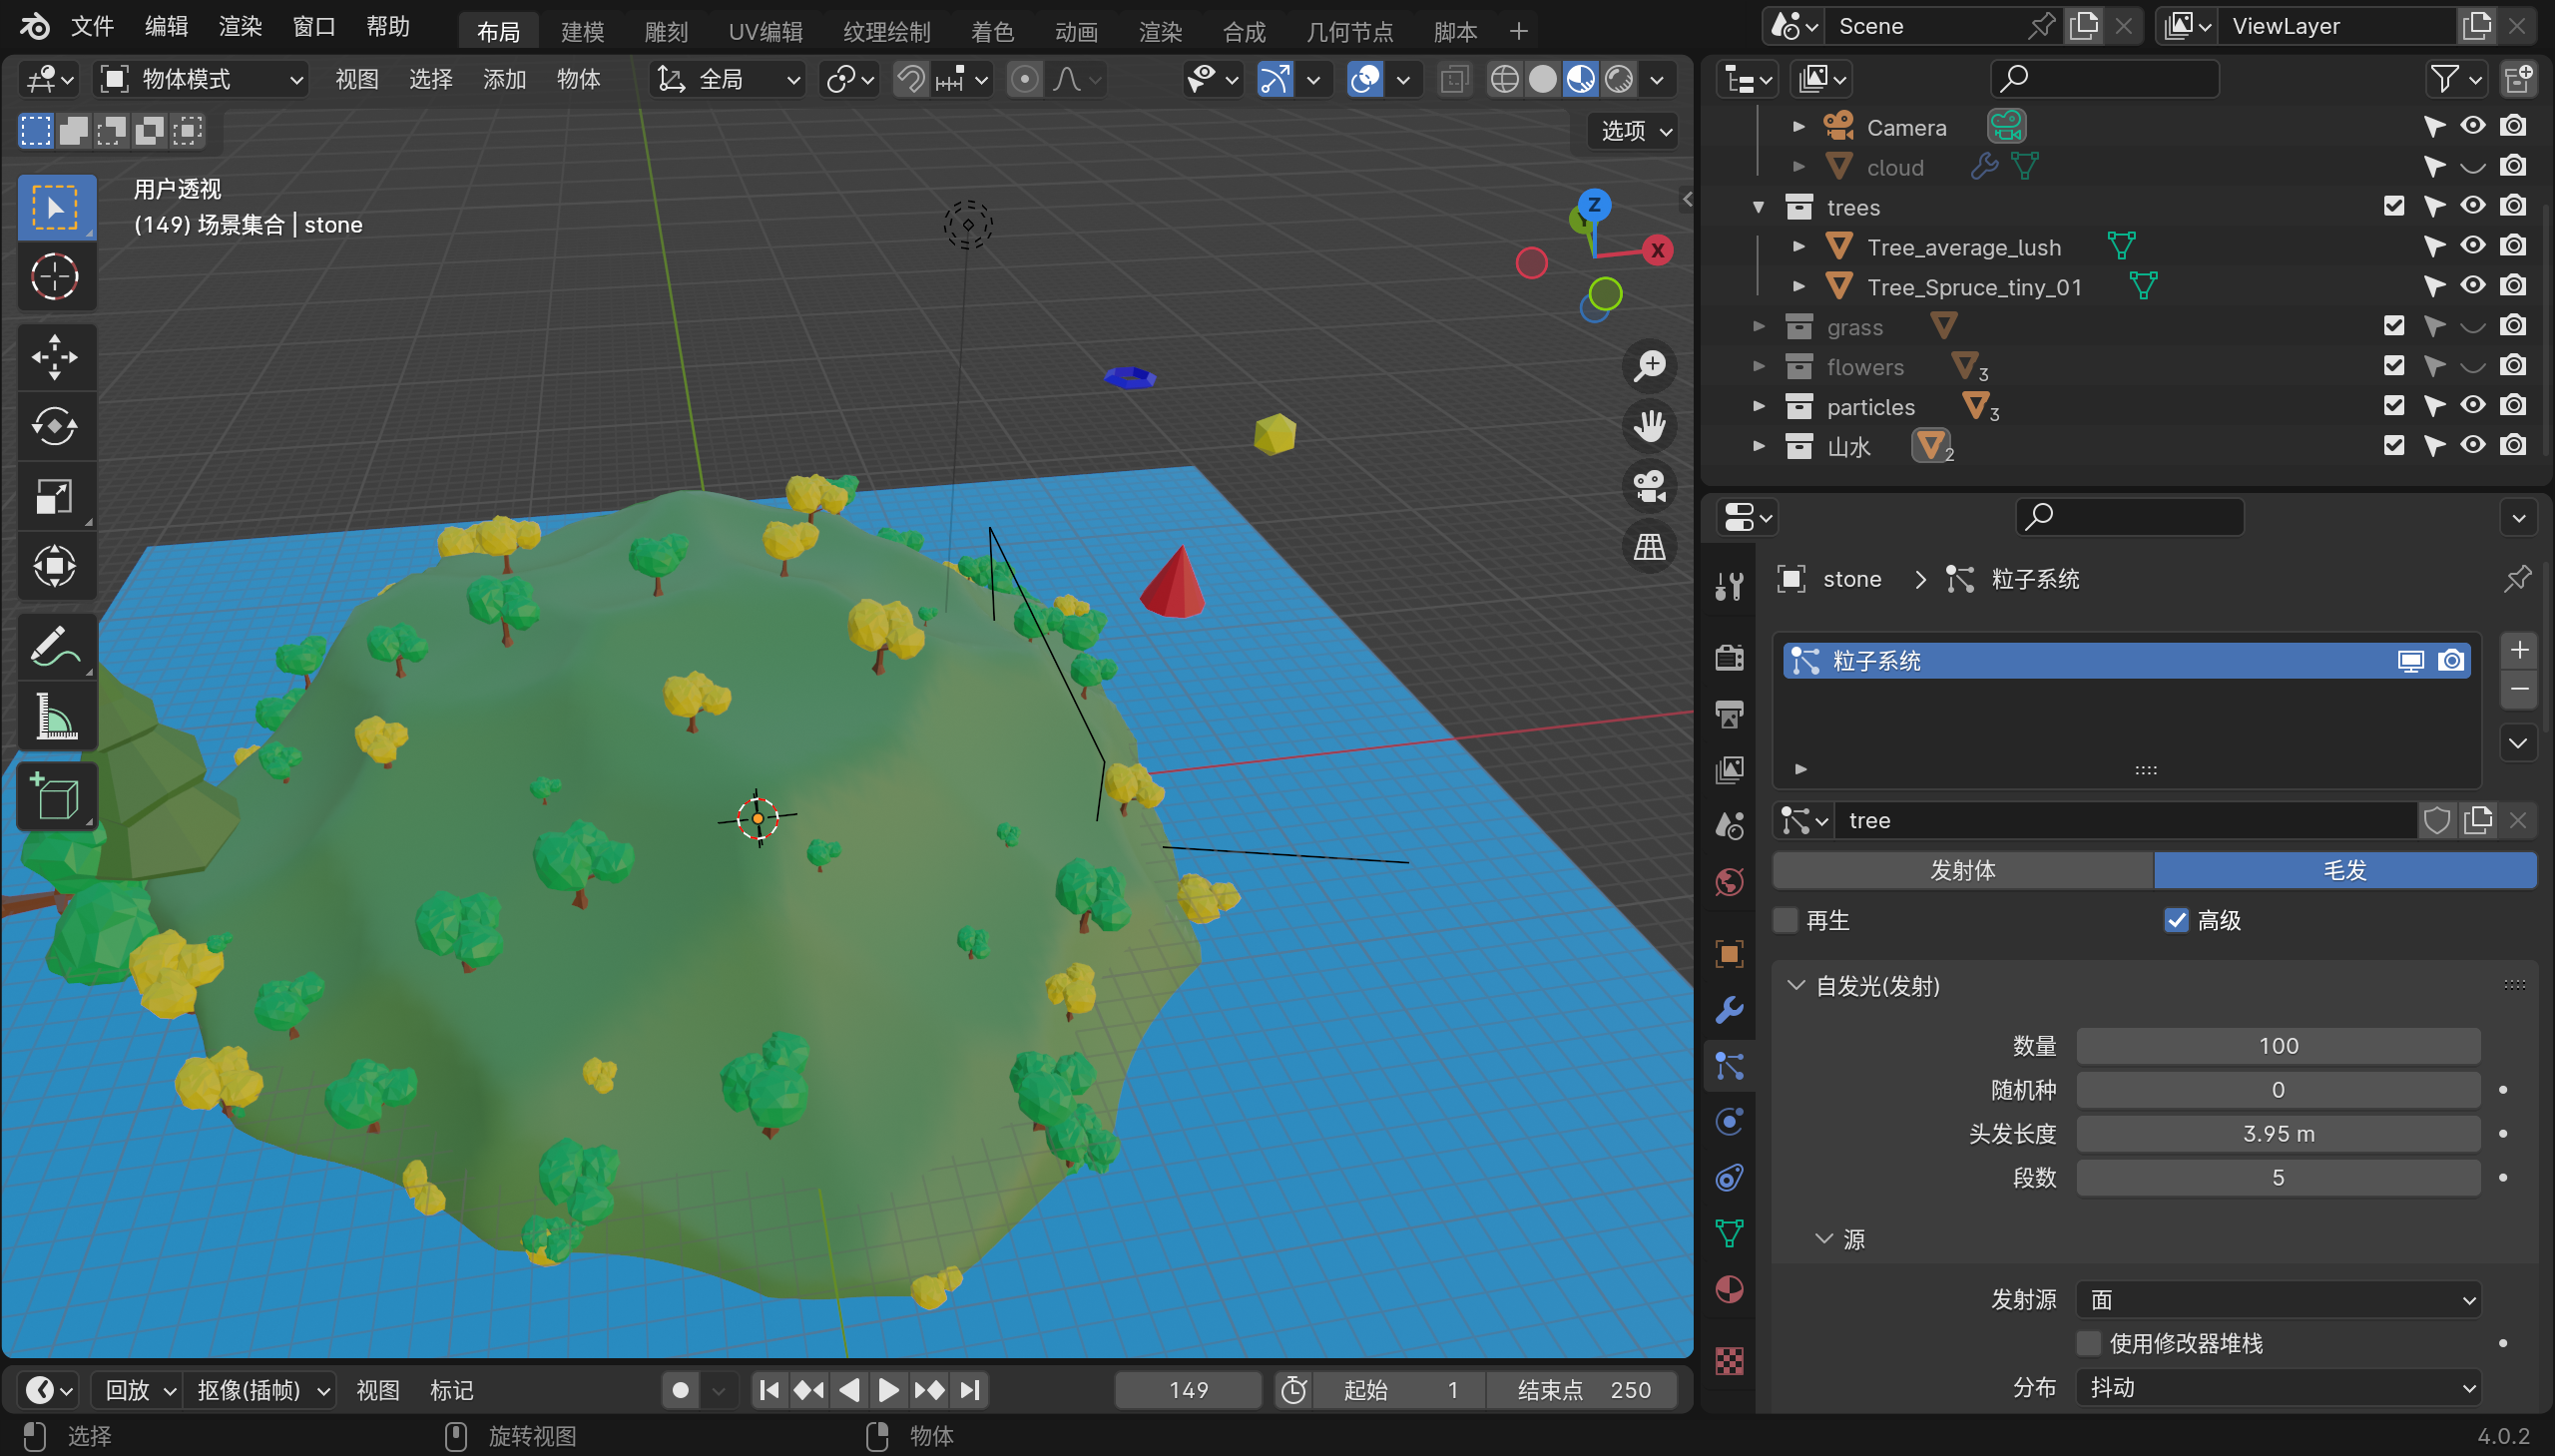 文件 编辑 渲染 窗口 帮助 布局 建模 雕刻 UV编辑 纹理绘制 着色 动画 渲染 合成 几何节点 脚本 Scene ViewLayer
物体模式 视图 选择 添加 物体 全局
选项
用户透视
(149) 场景集合 | stone
Z
Y
X
Camera
cloud
trees
Tree_average_lush
Tree_Spruce_tiny_01
grass
flowers 3
particles 3
山水 2
stone 粒子系统
粒子系统
tree
发射体 毛发
再生 高级
自发光(发射)
数量 100
随机种 0
头发长度 3.95 m
段数 5
源
发射源 面
使用修改器堆栈
分布 抖动
回放 抠像(插帧) 视图 标记 149 起始 1 结束点 250
选择 旋转视图 物体 4.0.2